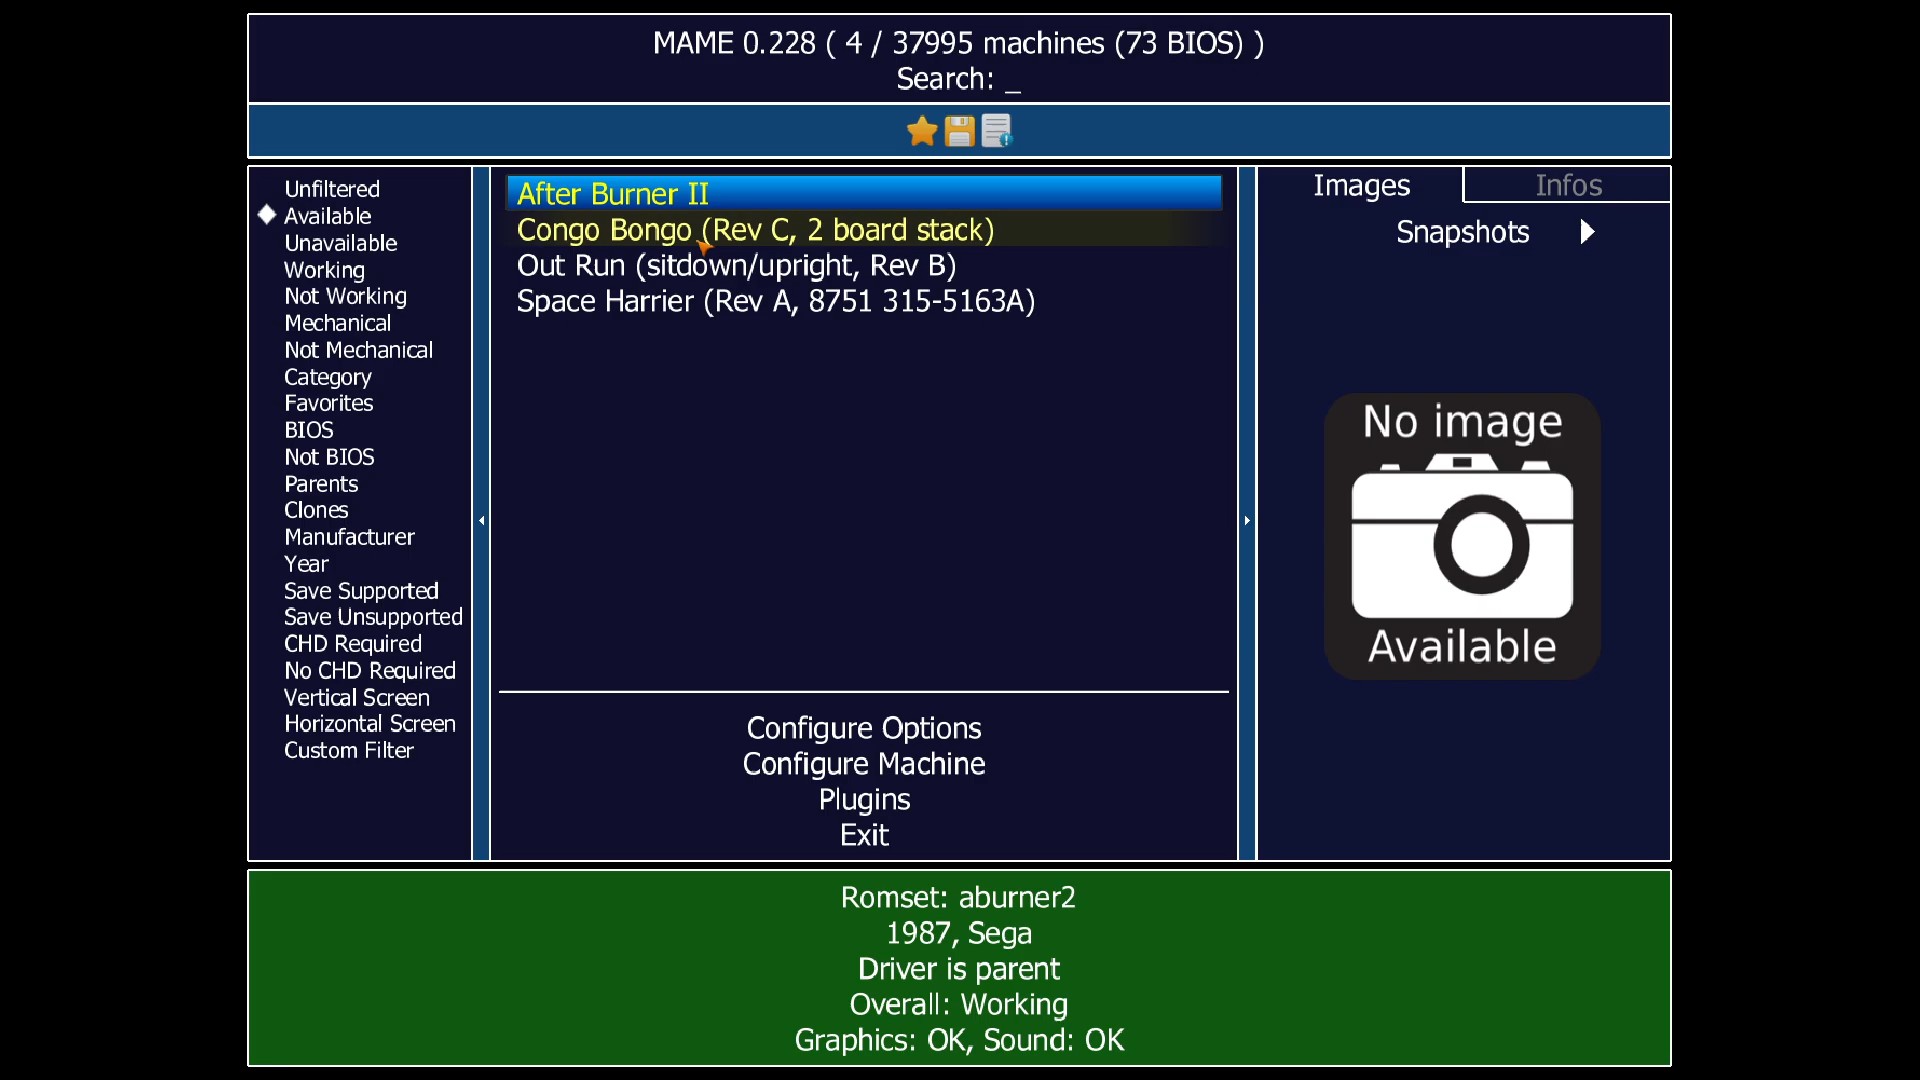 MAME 0.228 ( 4 / 37995 machines (73 BIOS) )
Search: _
Unfiltered
Available
Unavailable
Working
Not Working
Mechanical
Not Mechanical
Category
Favorites
BIOS
Not BIOS
Parents
Clones
Manufacturer
Year
Save Supported
Save Unsupported
CHD Required
No CHD Required
Vertical Screen
Horizontal Screen
Custom Filter
After Burner II
Congo Bongo (Rev C, 2 board stack)
Out Run (sitdown/upright, Rev B)
Space Harrier (Rev A, 8751 315-5163A)
Configure Options
Configure Machine
Plugins
Exit
Images
Infos
Snapshots
No image
Available
Romset: aburner2
1987, Sega
Driver is parent
Overall: Working
Graphics: OK, Sound: OK